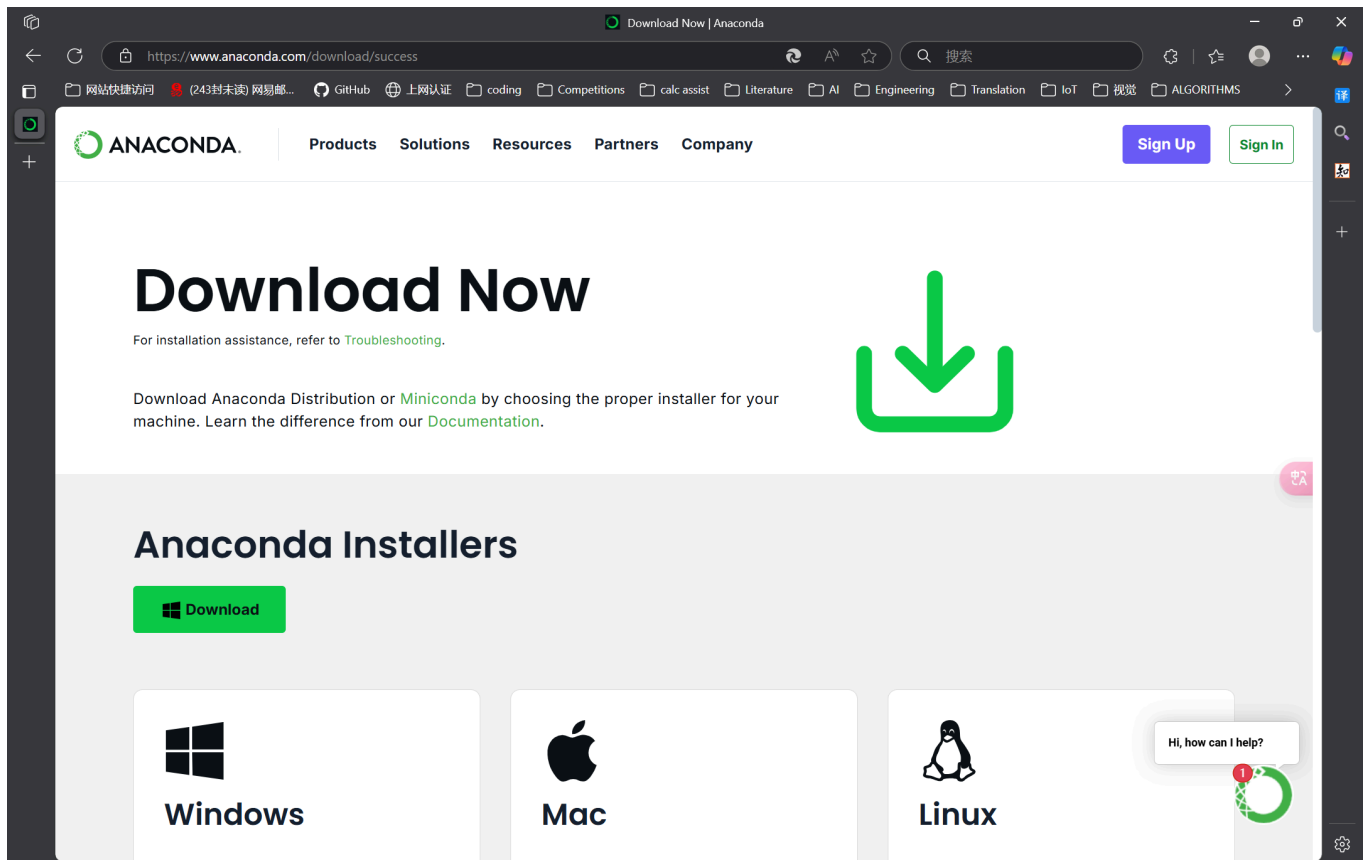 Download Now | Anaconda
https://www.anaconda.com/download/success
搜索
网站快捷访问
(243封未读) 网易邮...
GitHub
上网认证
coding
Competitions
calc assist
Literature
AI
Engineering
Translation
IoT
视觉
ALGORITHMS
译
知
ANACONDA.
Products
Solutions
Resources
Partners
Company
Sign Up
Sign In
Download Now
For installation assistance, refer to Troubleshooting.
Download Anaconda Distribution or Miniconda by choosing the proper installer for your
machine. Learn the difference from our Documentation.
Anaconda Installers
Download
Windows
Mac
Linux
Hi, how can I help?
1